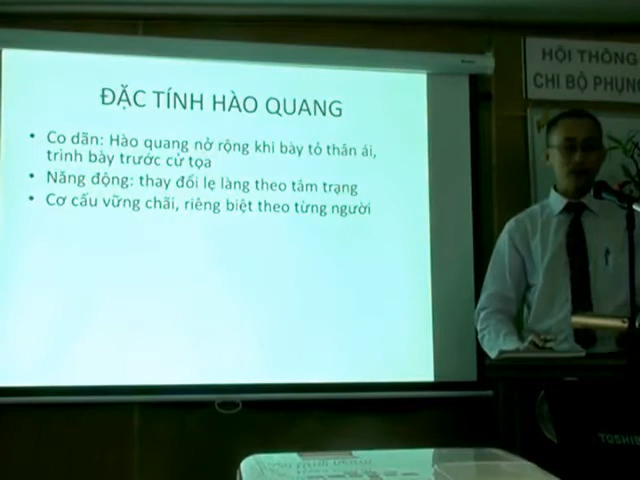 ĐẶC TÍNH HÀO QUANG
• Co dãn: Hào quang nở rộng khi bày tỏ thân ái,
trình bày trước cử tọa
• Năng động: thay đổi lẹ làng theo tâm trạng
• Cơ cấu vững chãi, riêng biệt theo từng người
HỘI THÔNG
CHI BỘ PHỤNG
TOSHIB